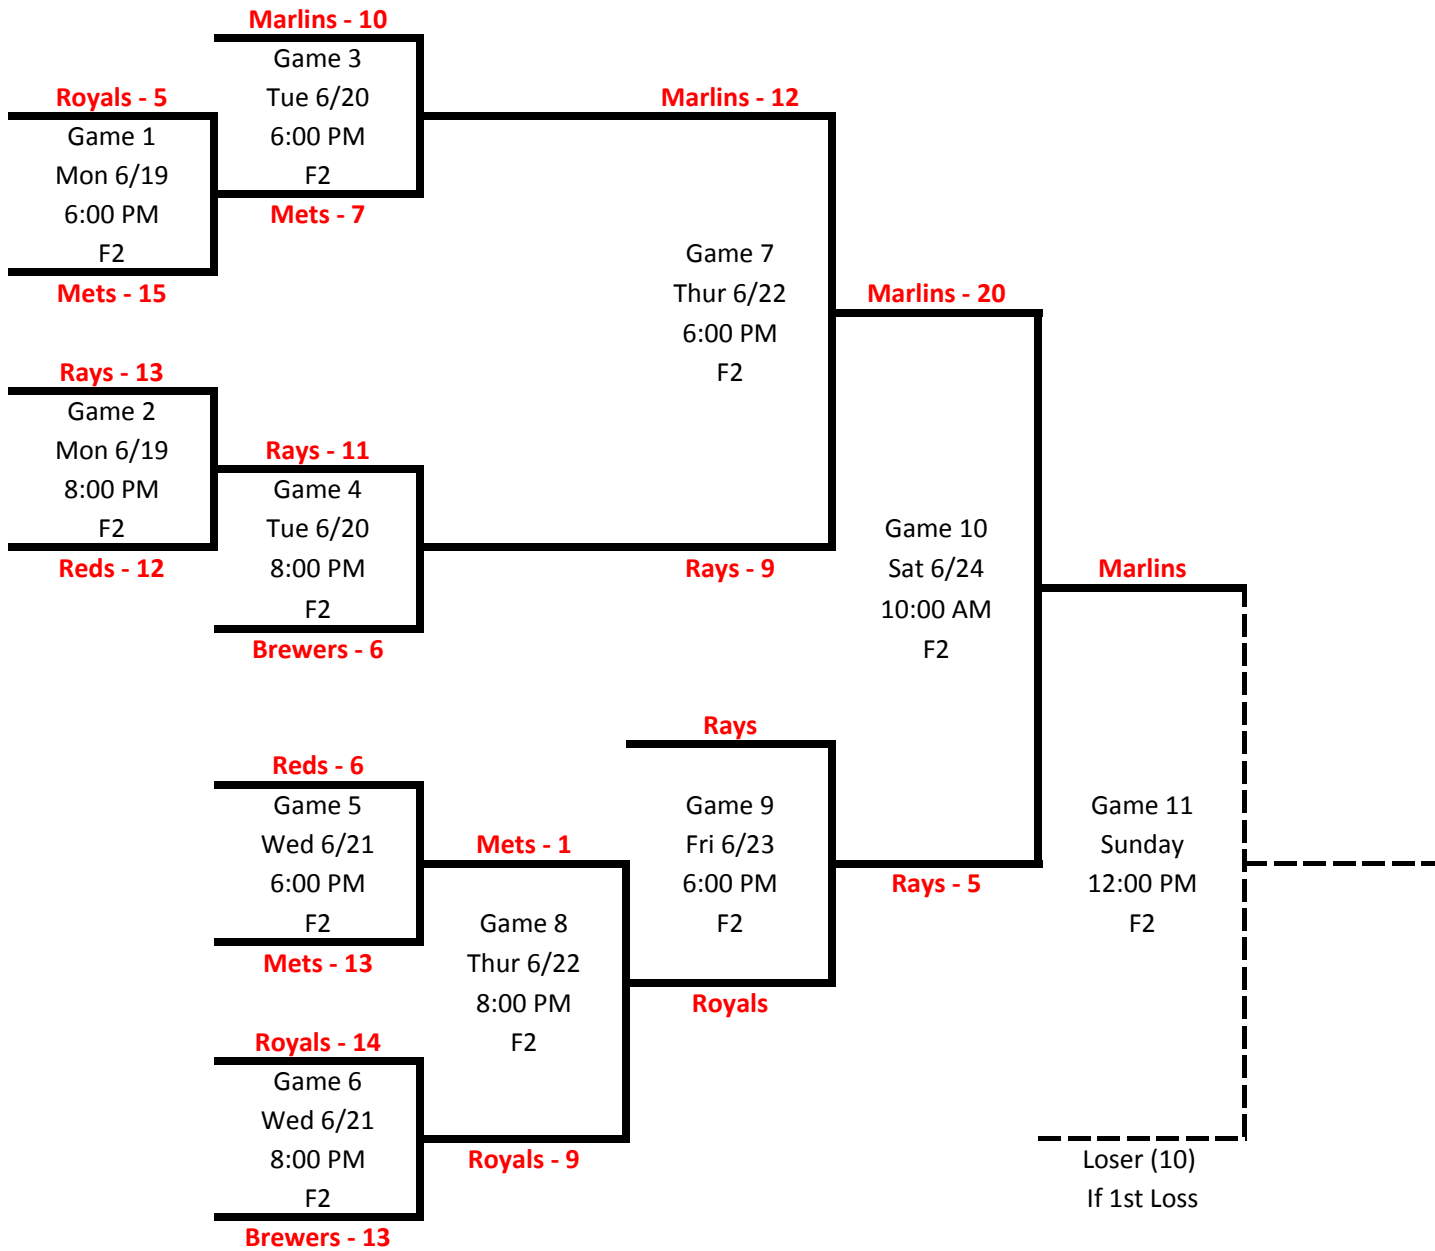 Marlins - 10
Game 3
Tue 6/20
6:00 PM
F2
Mets - 7
Royals - 5
Game 1
Mon 6/19
6:00 PM
F2
Mets - 15
Marlins - 12
Game 7
Thur 6/22
6:00 PM
F2
Rays - 9
Rays - 13
Game 2
Mon 6/19
8:00 PM
F2
Reds - 12
Rays - 11
Game 4
Tue 6/20
8:00 PM
F2
Brewers - 6
Marlins - 20
Game 10
Sat 6/24
10:00 AM
F2
Rays - 5
Marlins
Game 11
Sunday
12:00 PM
F2
Loser (10)
If 1st Loss
Rays
Game 9
Fri 6/23
6:00 PM
F2
Royals
Reds - 6
Game 5
Wed 6/21
6:00 PM
F2
Mets - 13
Mets - 1
Game 8
Thur 6/22
8:00 PM
F2
Royals - 9
Royals - 14
Game 6
Wed 6/21
8:00 PM
F2
Brewers - 13